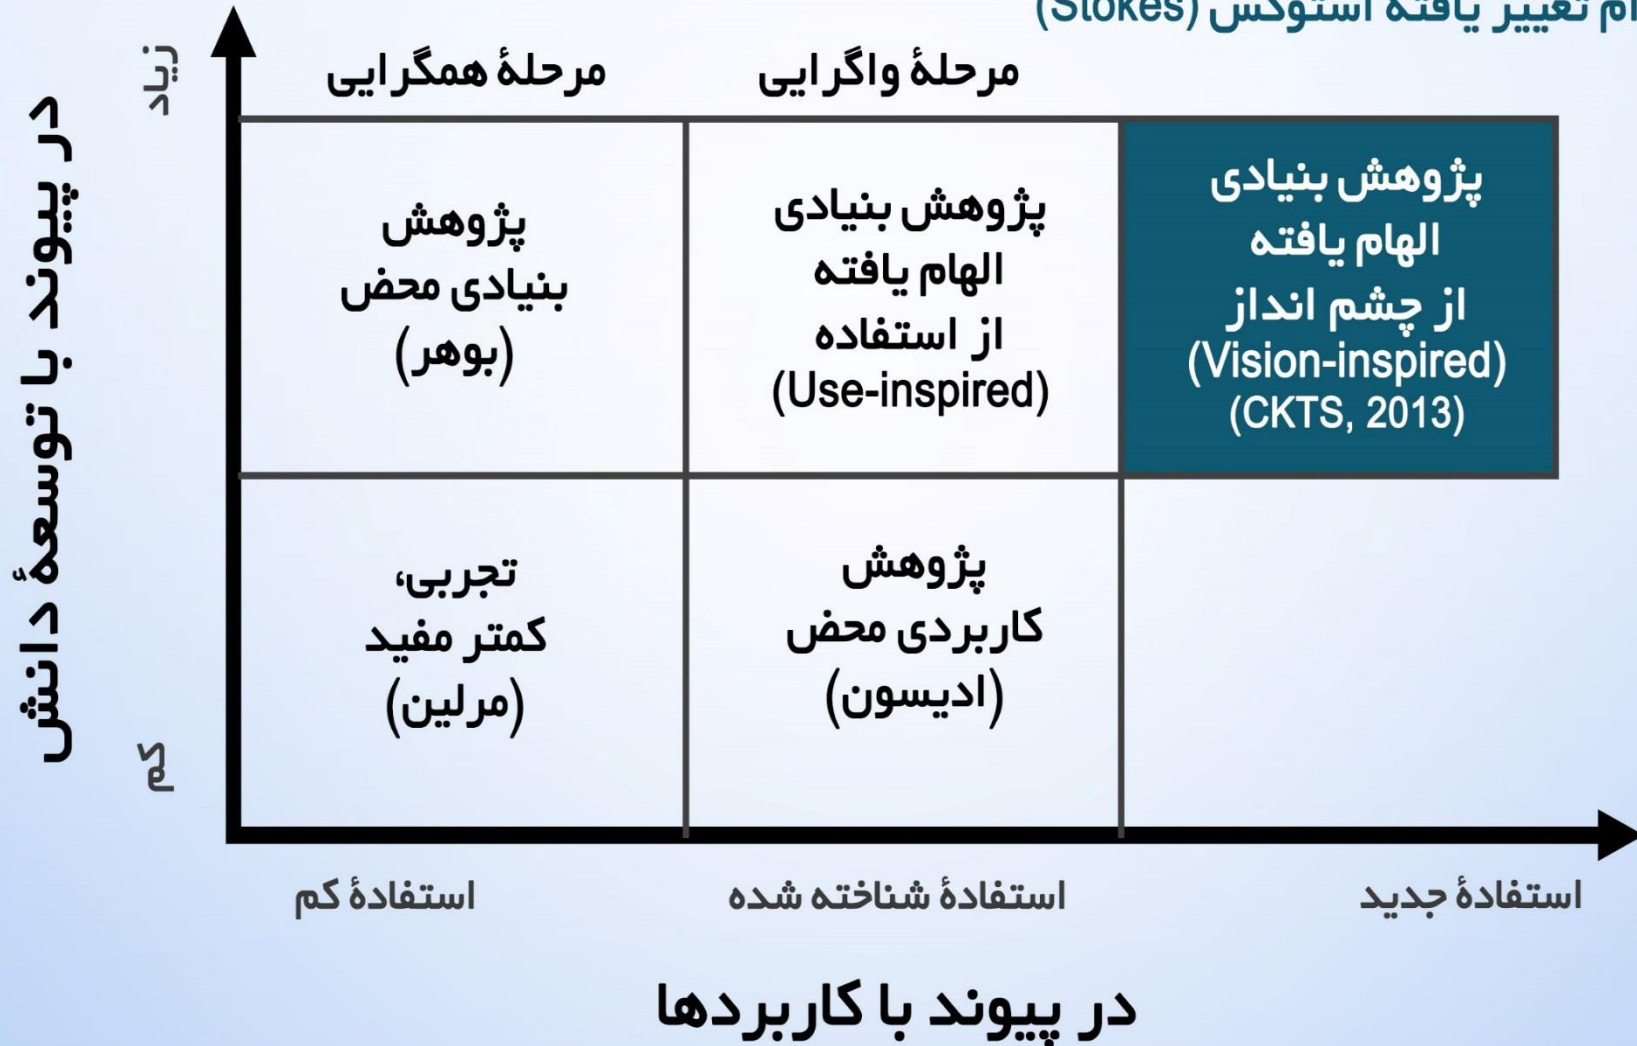 تغییر یافته استوکس (Stokes)
زیاد
در پیوند با توسعهٔ دانش
کم
مرحلهٔ همگرایی
مرحلهٔ واگرایی
پژوهش
بنیادی محض
(بوهر)
پژوهش بنیادی
الهام یافته
از استفاده
(Use-inspired)
پژوهش بنیادی
الهام یافته
از چشم انداز
(Vision-inspired)
(CKTS, 2013)
تجربی،
کمتر مفید
(مرلین)
پژوهش
کاربردی محض
(ادیسون)
استفادهٔ کم
استفادهٔ شناخته شده
استفادهٔ جدید
در پیوند با کاربردها